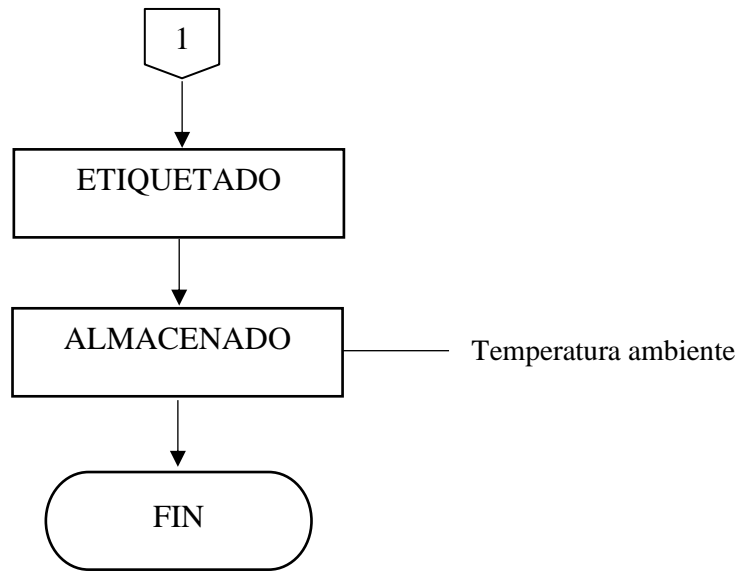 1
ETIQUETADO
ALMACENADO
Temperatura ambiente
FIN